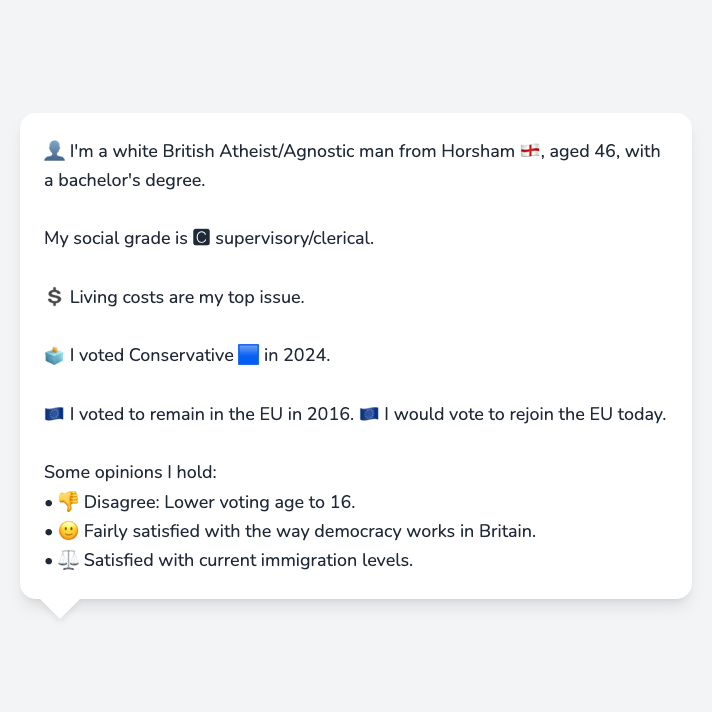 👤 I'm a white British Atheist/Agnostic man from Horsham 🏴󠁧󠁢󠁥󠁮󠁧󠁿, aged 46, with
a bachelor's degree.
My social grade is 🅲 supervisory/clerical.
💲 Living costs are my top issue.
🗳️ I voted Conservative 🟦 in 2024.
🇪🇺 I voted to remain in the EU in 2016. 🇪🇺 I would vote to rejoin the EU today.
Some opinions I hold:
• 👎 Disagree: Lower voting age to 16.
• 🙂 Fairly satisfied with the way democracy works in Britain.
• ⚖️ Satisfied with current immigration levels.